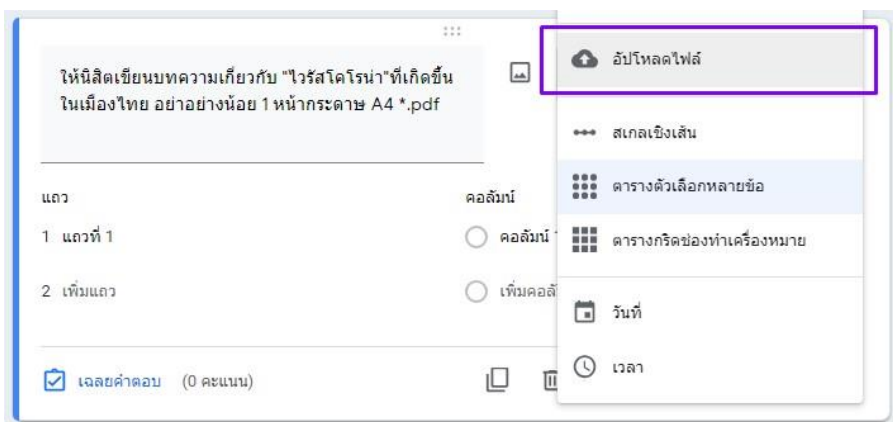 ให้นิสิตเขียนบทความเกี่ยวกับ "ไวรัสโคโรน่า"ที่เกิดขึ้น
ในเมืองไทย อย่าอย่างน้อย 1 หน้ากระดาษ A4 *.pdf
อัปโหลดไฟล์
สเกลเชิงเส้น
ตารางตัวเลือกหลายข้อ
ตารางกริดช่องทำเครื่องหมาย
วันที่
เวลา
แถว
คอลัมน์
1 แถวที่ 1
คอลัมน์
2 เพิ่มแถว
เฉลยคำตอบ (0 คะแนน)